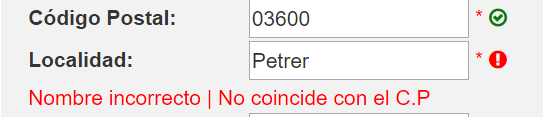 Código Postal: 03600 *
Localidad: Petrer *
Nombre incorrecto | No coincide con el C.P